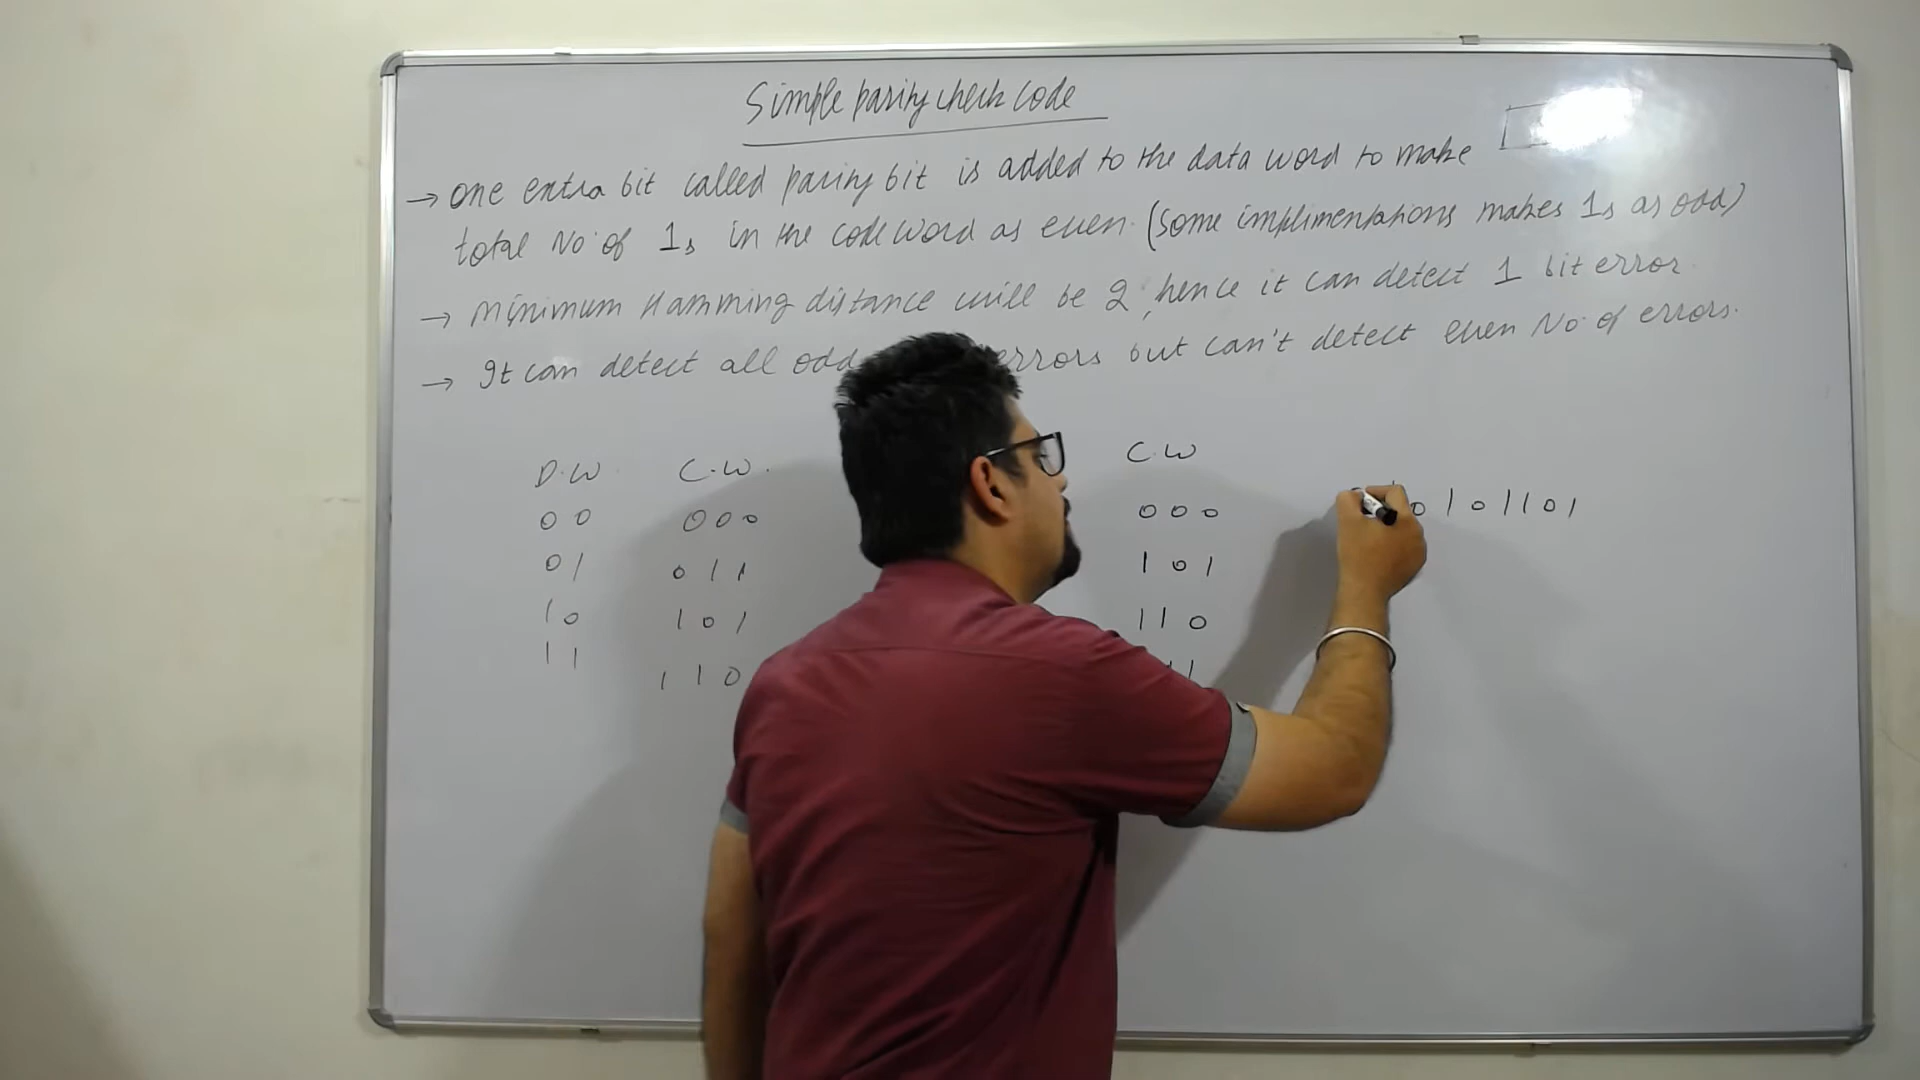 Simple parity check code
→ one extra bit called parity bit is added to the data word to make
total No. of 1s in the codeword as even. (some implimentations makes 1s as odd)
→ minimum Hamming distance will be 2, hence it can detect 1 bit error.
→ It can detect all odd errors but can't detect even No. of errors.
D.W C.W. C.W
00 000 000 0101101
01 011 101
10 101 110
11 110